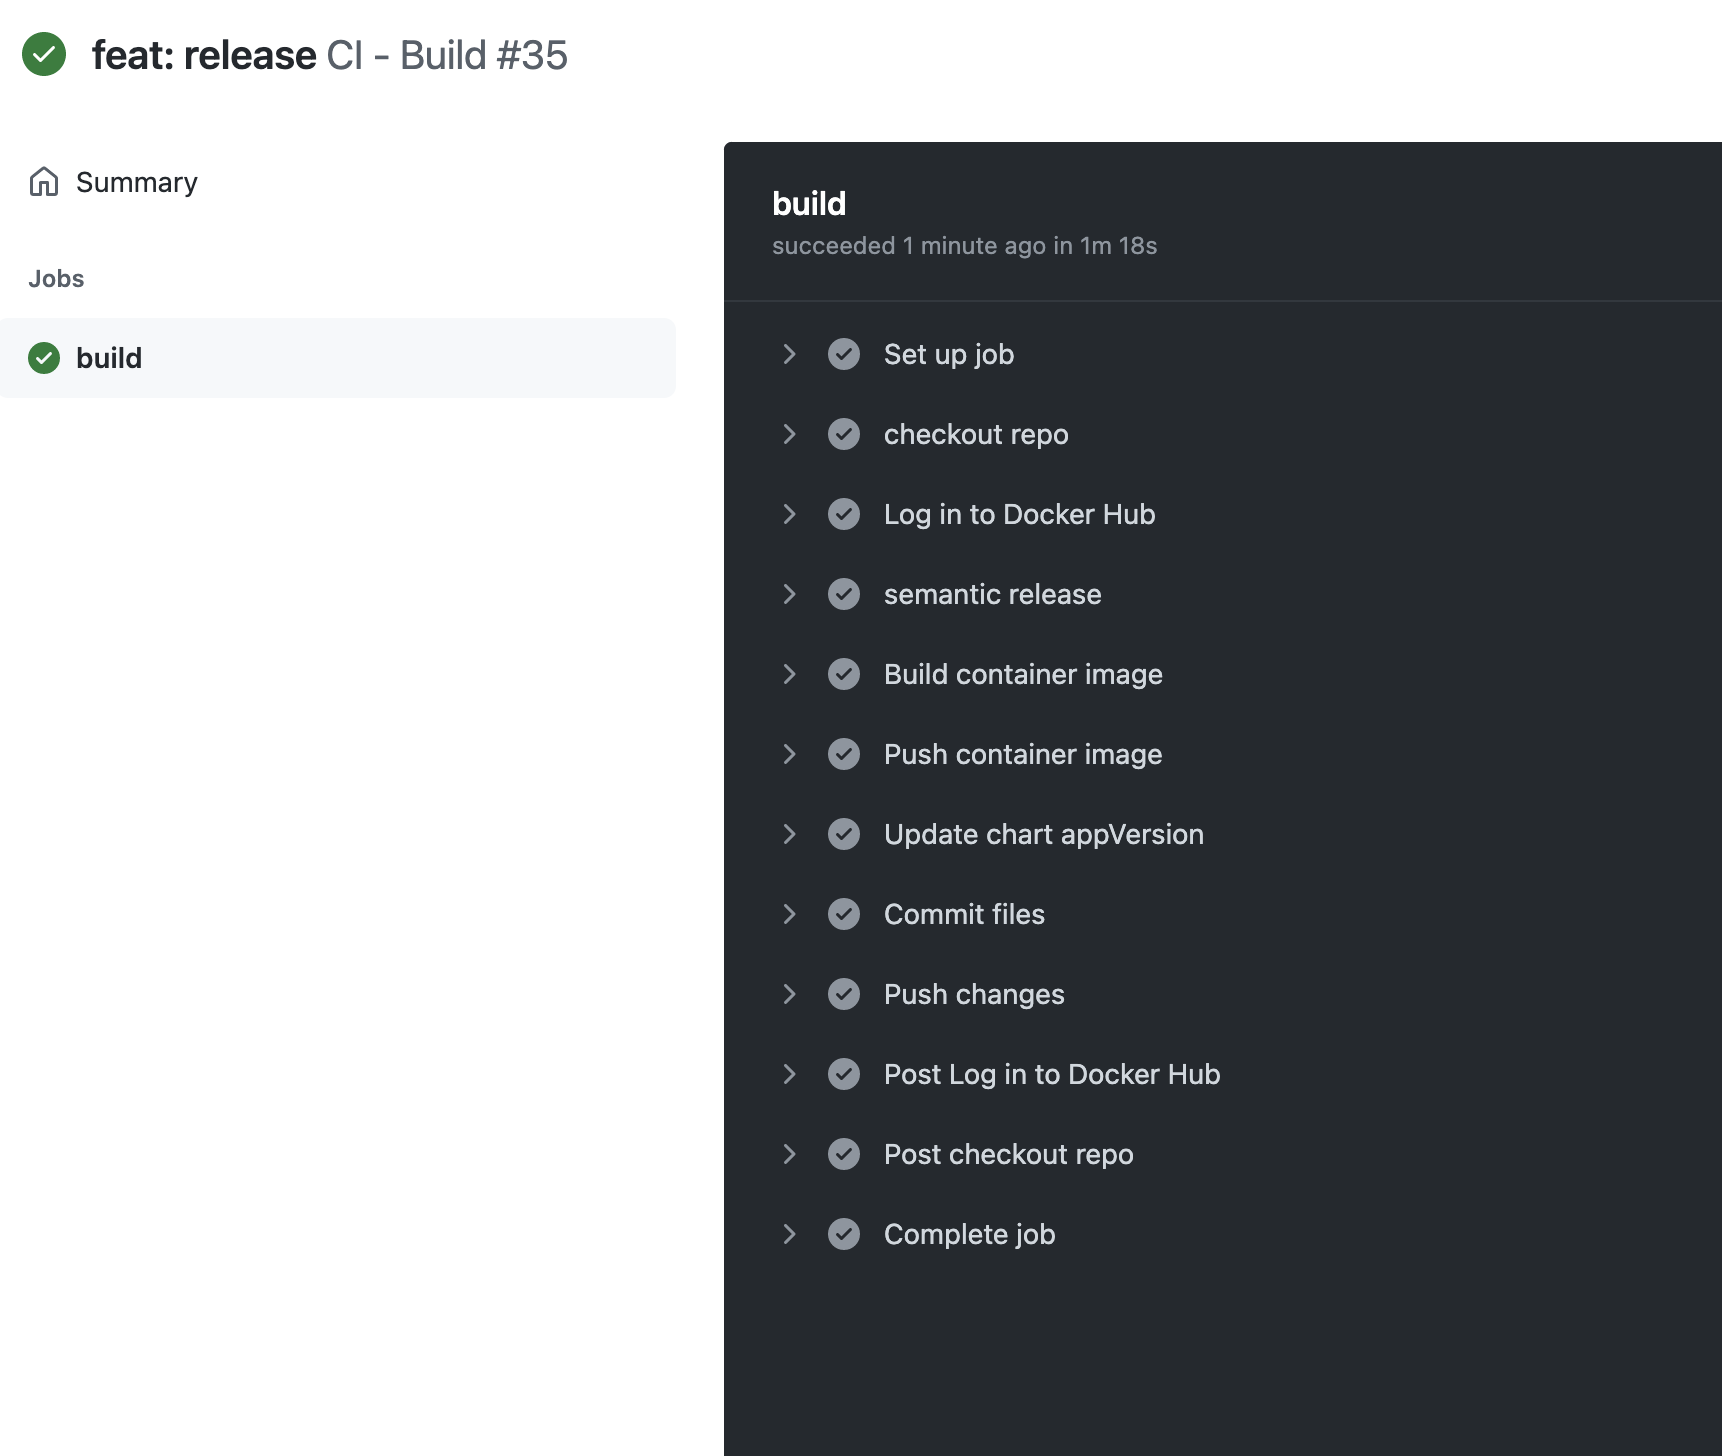 feat: release CI - Build #35
Summary
Jobs
build
build
succeeded 1 minute ago in 1m 18s
Set up job
checkout repo
Log in to Docker Hub
semantic release
Build container image
Push container image
Update chart appVersion
Commit files
Push changes
Post Log in to Docker Hub
Post checkout repo
Complete job